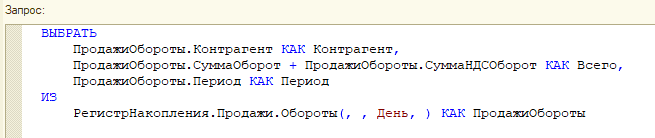 Запрос:
ВЫБРАТЬ
ПродажиОбороты.Контрагент КАК Контрагент,
ПродажиОбороты.СуммаОборот + ПродажиОбороты.СуммаНДСОборот КАК Всего,
ПродажиОбороты.Период КАК Период
ИЗ
РегистрНакопления.Продажи.Обороты(, , День, ) КАК ПродажиОбороты